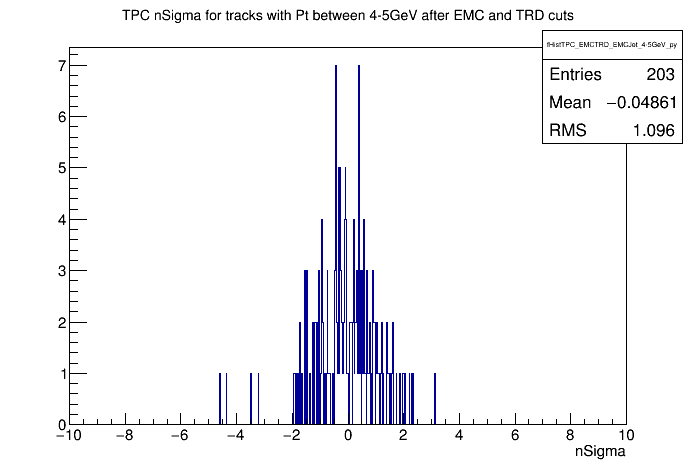 TPC nSigma for tracks with Pt between 4-5GeV after EMC and TRD cuts
fHistTPC_EMCTRD_EMCJet_4-5GeV_py
Entries 203
Mean −0.04861
RMS 1.096
7
6
5
4
3
2
1
0
−10 −8 −6 −4 −2 0 2 4 6 8 10
nSigma